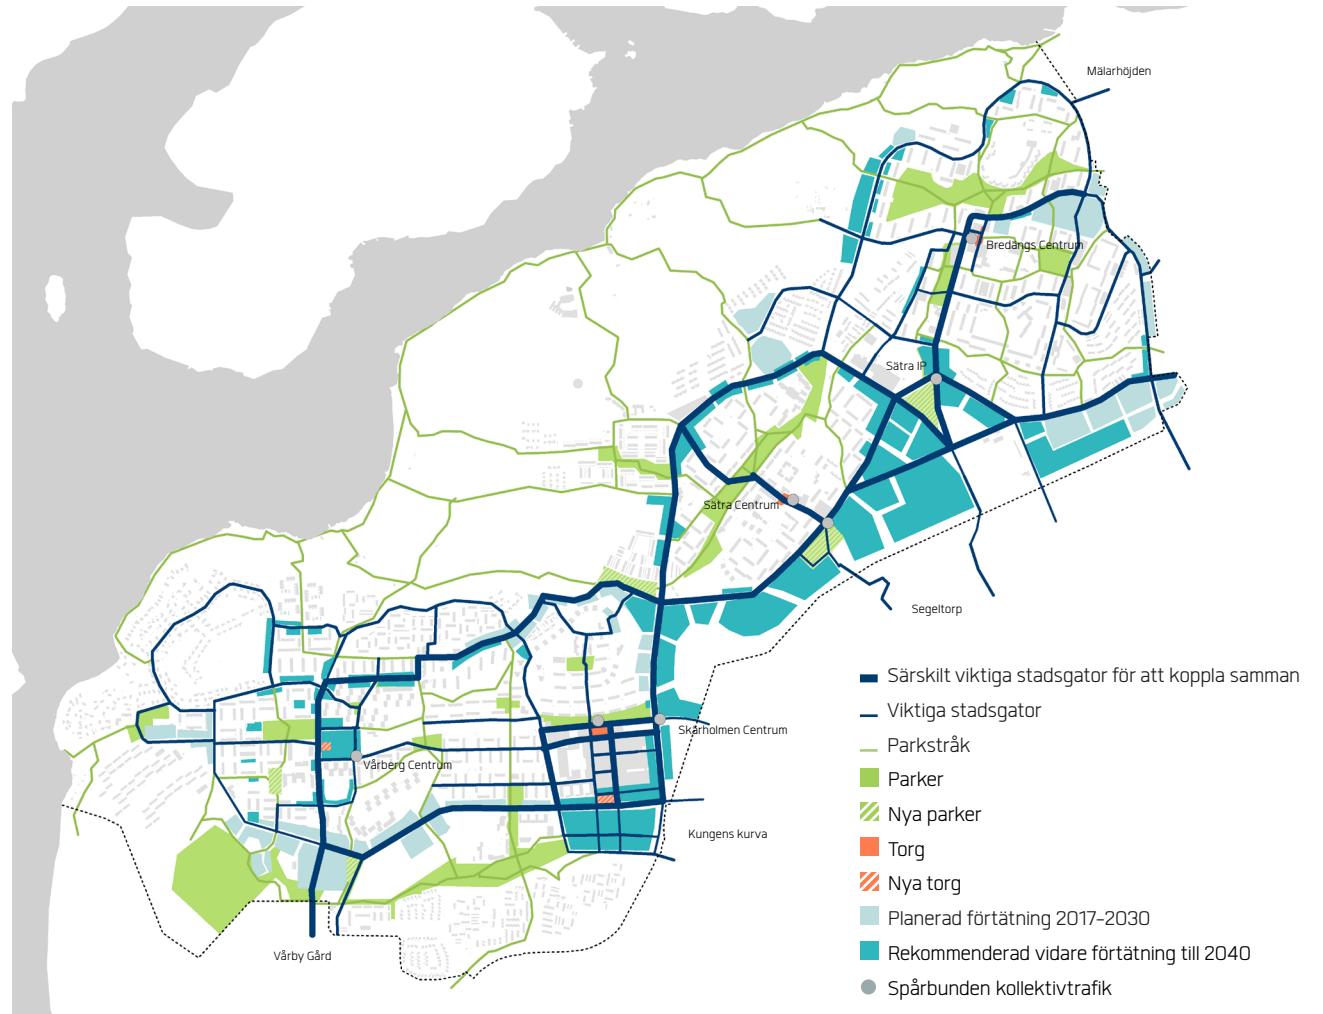 Mälarhöjden
Bredängs Centrum
Sätra IP
Sätra Centrum
Segeltorp
Skärholmen Centrum
Vårberg Centrum
Kungens kurva
Vårby Gård
Särskilt viktiga stadsgator för att koppla samman
Viktiga stadsgator
Parkstråk
Parker
Nya parker
Torg
Nya torg
Planerad förtätning 2017-2030
Rekommenderad vidare förtätning till 2040
Spårbunden kollektivtrafik